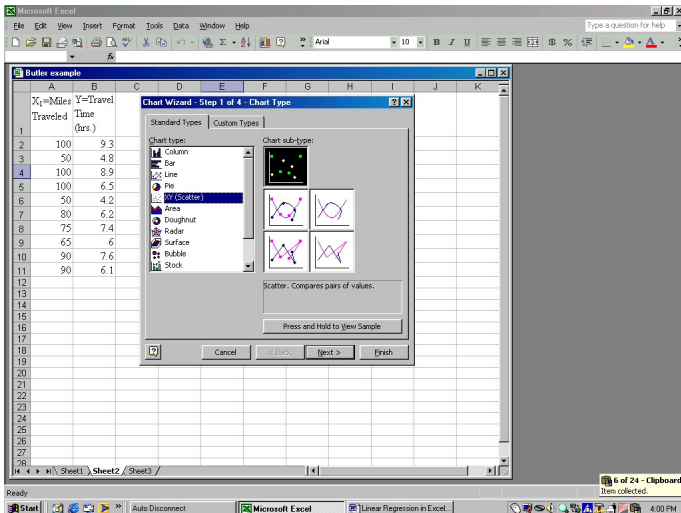 Microsoft Excel
File Edit View Insert Format Tools Data Window Help
Type a question for help
Arial 10 B I U $ %
fx
Butler example
A B C D E F G H I J K
X1=Miles Traveled Y=Travel Time (hrs.)
1
2 100 9.3
3 50 4.8
4 100 8.9
5 100 6.5
6 50 4.2
7 80 6.2
8 75 7.4
9 65 6
10 90 7.6
11 90 6.1
12
13
14
15
16
17
18
19
20
21
22
23
24
25
26
27
28
Chart Wizard - Step 1 of 4 - Chart Type
Standard Types Custom Types
Chart type:
Column
Bar
Line
Pie
XY (Scatter)
Area
Doughnut
Radar
Surface
Bubble
Stock
Chart sub-type:
Scatter. Compares pairs of values.
Press and Hold to View Sample
Cancel < Back Next > Finish
Sheet1 Sheet2 Sheet3
6 of 24 - Clipboard
Item collected.
Ready
Start Auto Disconnect Microsoft Excel Linear Regression in Excel... 4:00 PM